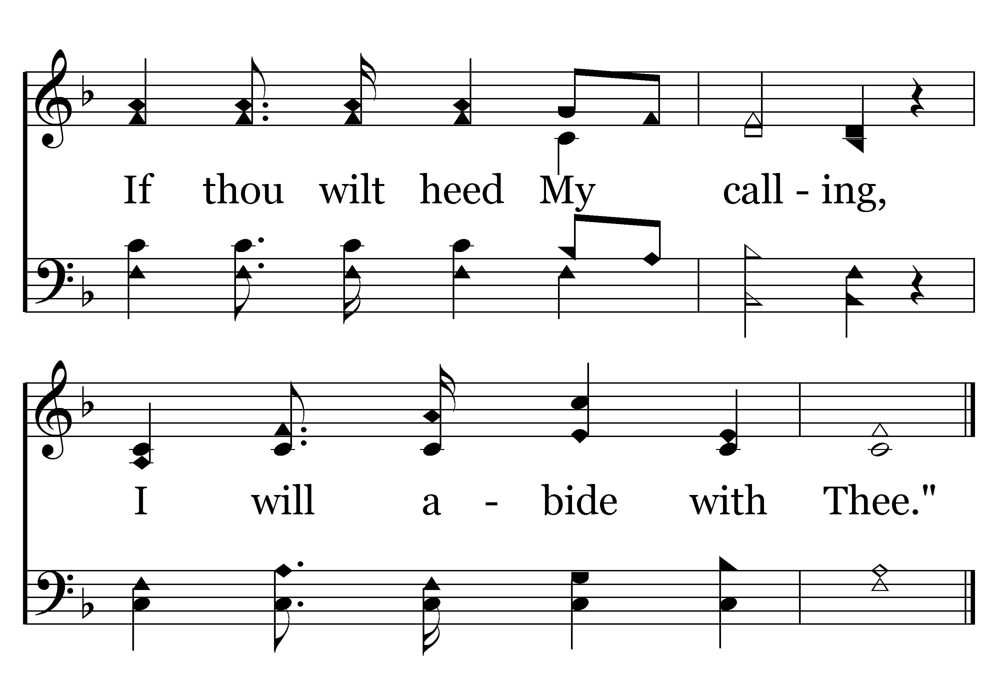 If thou wilt heed My call - ing,
I will a - bide with Thee."